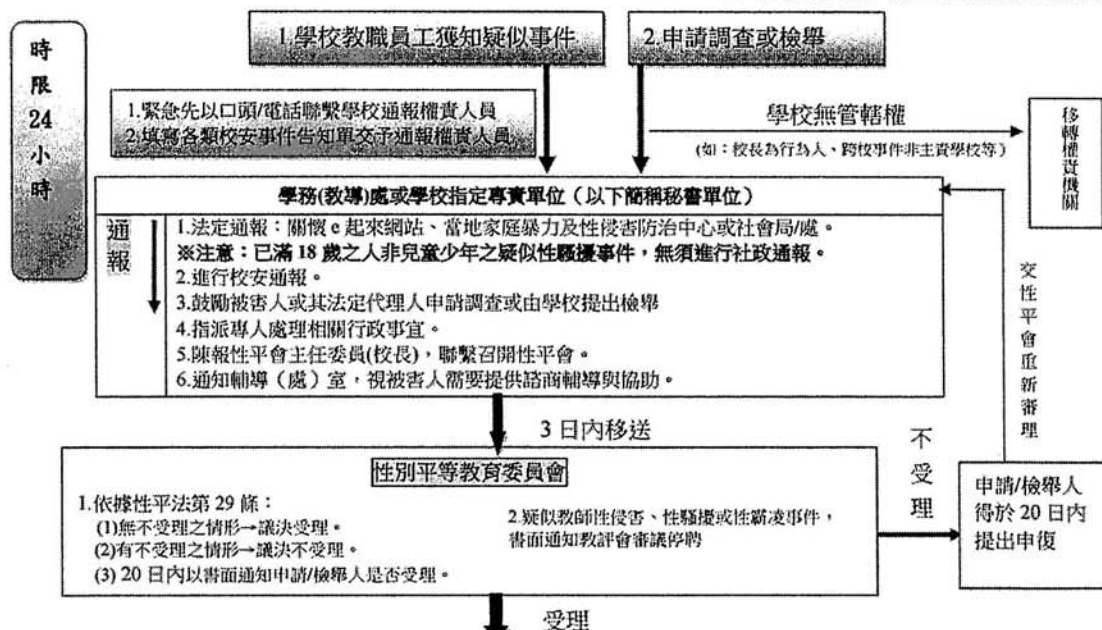 時限24小時
1.學校教職員工獲知疑似事件
2.申請調查或檢舉
1.緊急先以口頭/電話聯繫學校通報權責人員
2.填寫各類校安事件告知單交予通報權責人員
學校無管轄權
(如：校長為行為人、跨校事件非主責學校等)
移轉權責機關
學務(教導)處或學校指定專責單位（以下簡稱秘書單位）
通報
1.法定通報：關懷 e 起來網站、當地家庭暴力及性侵害防治中心或社會局/處。
※注意：已滿 18 歲之人非兒童少年之疑似性騷擾事件，無須進行社政通報。
2.進行校安通報。
3.鼓勵被害人或其法定代理人申請調查或由學校提出檢舉
4.指派專人處理相關行政事宜。
5.陳報性平會主任委員(校長)，聯繫召開性平會。
6.通知輔導（處）室，視被害人需要提供諮商輔導與協助。
交性平會重新審理
3 日內移送
不受理
性別平等教育委員會
1.依據性平法第 29 條：
(1)無不受理之情形→議決受理。
(2)有不受理之情形→議決不受理。
(3) 20 日內以書面通知申請/檢舉人是否受理。
2.疑似教師性侵害、性騷擾或性霸凌事件，
書面通知教評會審議停聘
申請/檢舉人
得於 20 日內
提出申復
受理